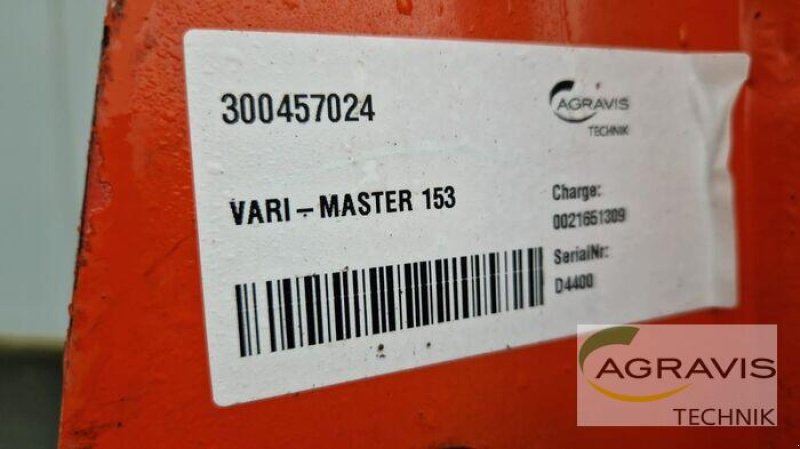 300457024
AGRAVIS
TECHNIK
VARI-MASTER 153
Charge:
0021651309
SerialNr:
D4400
AGRAVIS
TECHNIK